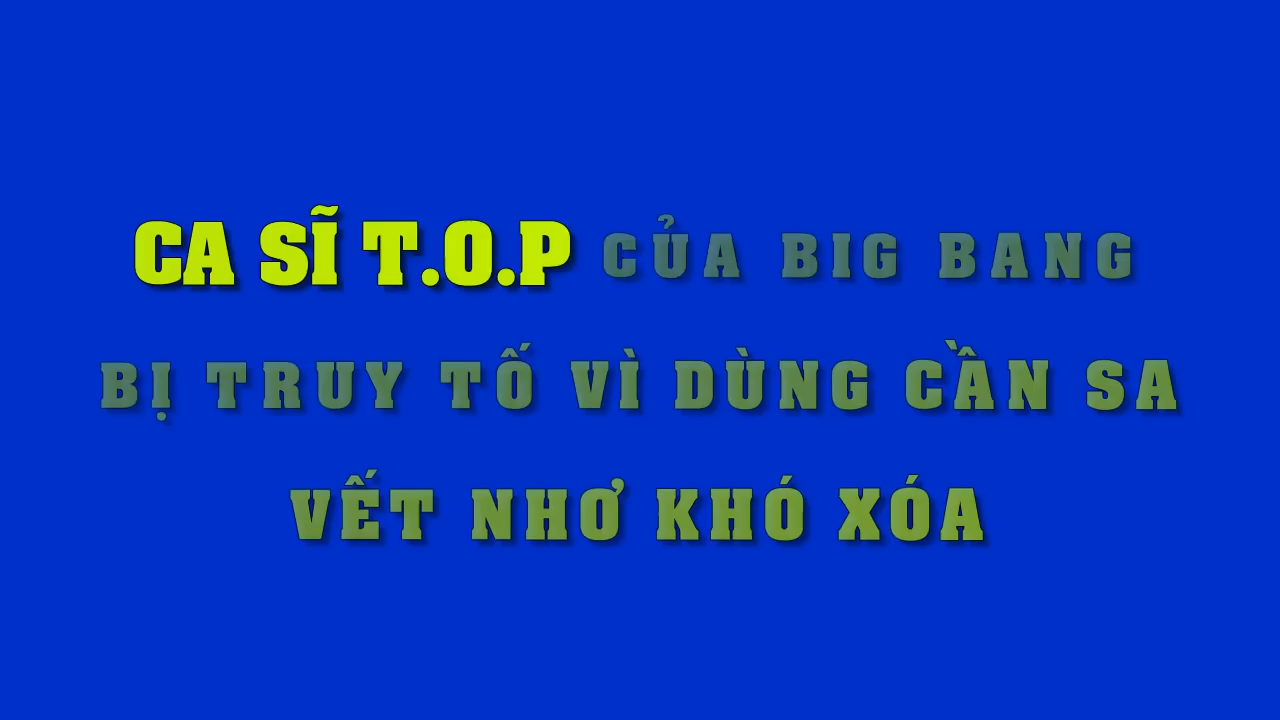 CA SĨ T.O.P CỦA BIG BANG
BỊ TRUY TỐ VÌ DÙNG CẦN SA
VẾT NHƠ KHÓ XÓA